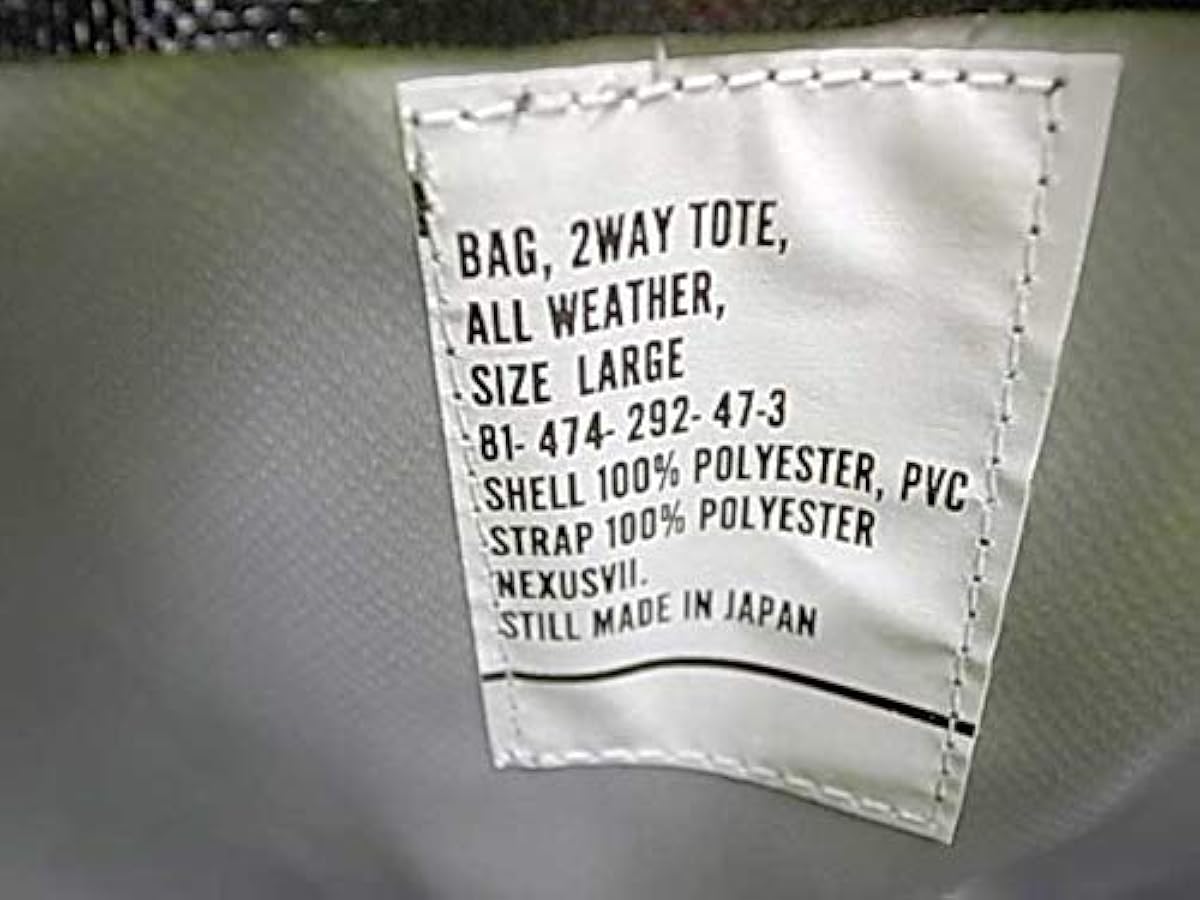 BAG, 2WAY TOTE,
ALL WEATHER,
SIZE LARGE
81-474-292-47-3
SHELL 100% POLYESTER, PVC
STRAP 100% POLYESTER
NEXUSVII.
STILL MADE IN JAPAN